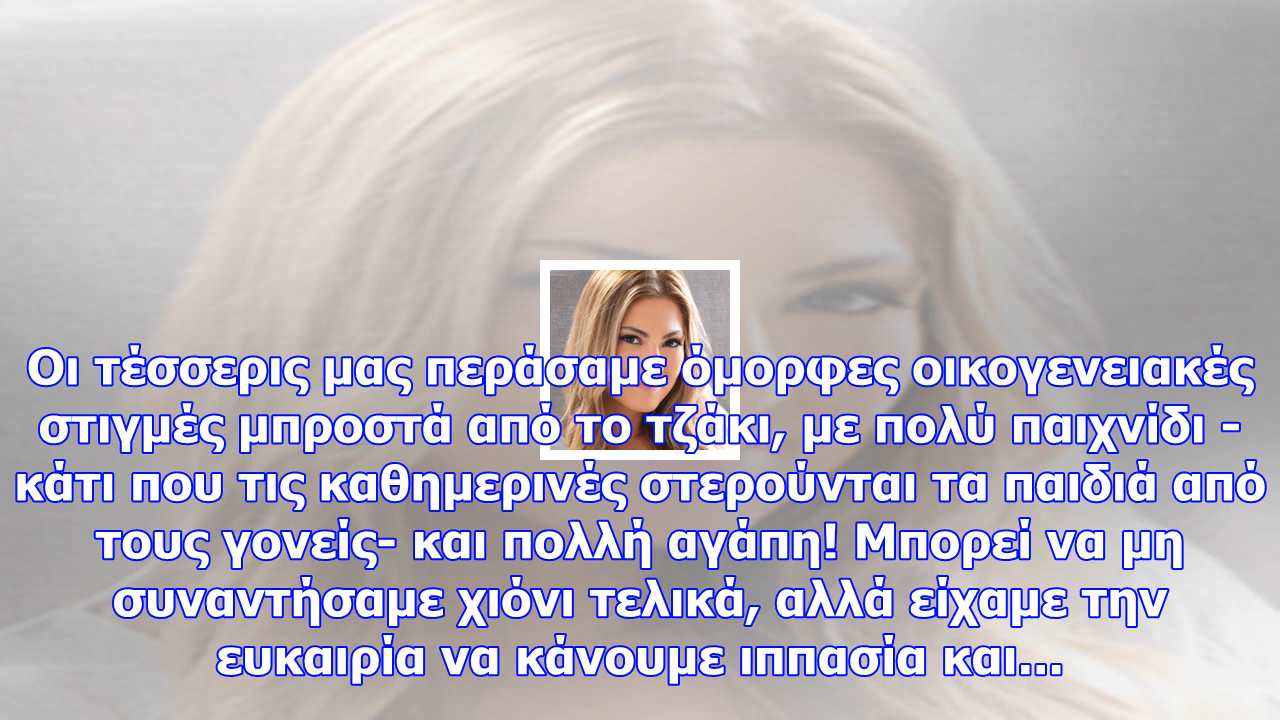 Οι τέσσερις μας περάσαμε όμορφες οικογενειακές
στιγμές μπροστά από το τζάκι, με πολύ παιχνίδι -
κάτι που τις καθημερινές στερούνται τα παιδιά από
τους γονείς- και πολλή αγάπη! Μπορεί να μη
συναντήσαμε χιόνι τελικά, αλλά είχαμε την
ευκαιρία να κάνουμε ιππασία και...